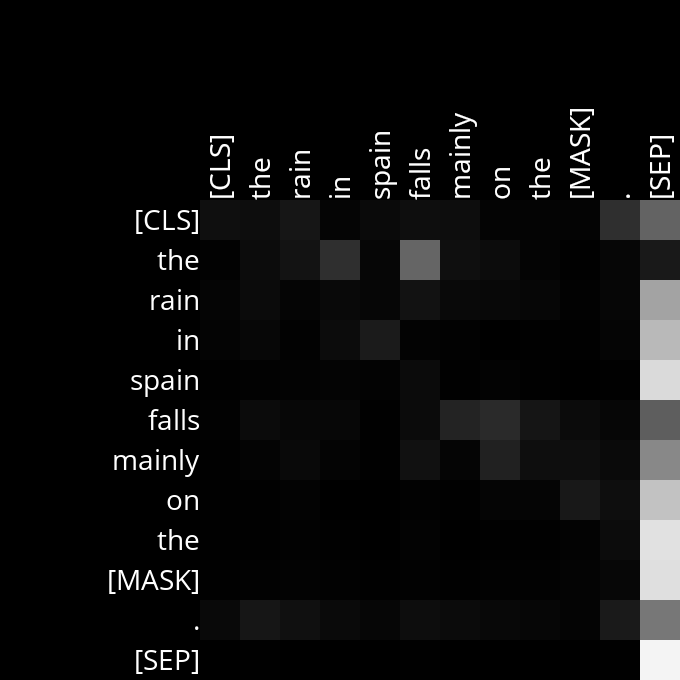 [CLS] the rain in spain falls mainly on the [MASK] . [SEP]
[CLS]
the
rain
in
spain
falls
mainly
on
the
[MASK]
.
[SEP]